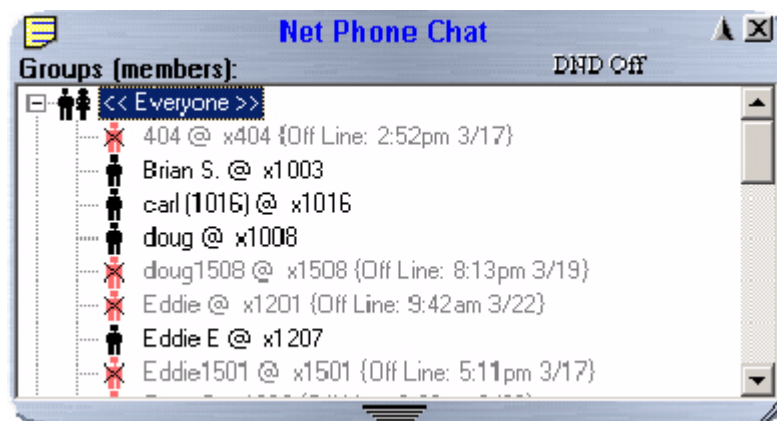 Net Phone Chat
Groups (members):
DND Off
<< Everyone >>
404 @ x404 {Off Line: 2:52pm 3/17}
Brian S. @ x1003
carl (1016) @ x1016
doug @ x1008
doug1508 @ x1508 {Off Line: 8:13pm 3/19}
Eddie @ x1201 {Off Line: 9:42am 3/22}
Eddie E @ x1207
Eddie1501 @ x1501 {Off Line: 5:11pm 3/17}